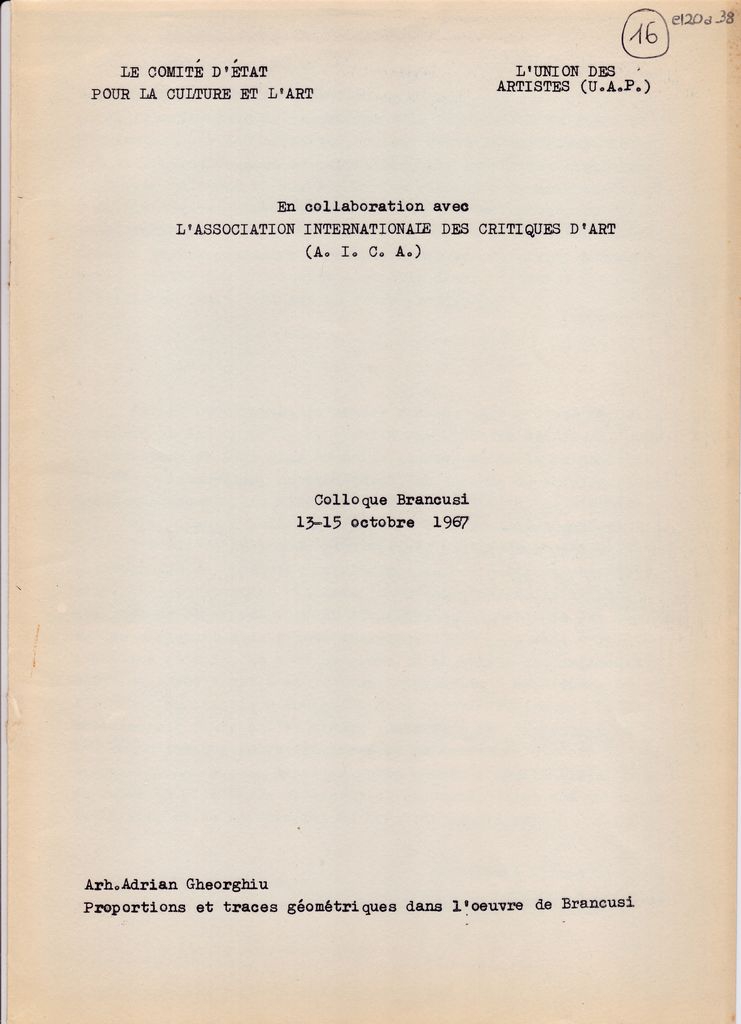 16
e120a-38
LE COMITÉ D'ÉTAT
POUR LA CULTURE ET L'ART
L'UNION DES
ARTISTES (U.A.P.)
En collaboration avec
L'ASSOCIATION INTERNATIONALE DES CRITIQUES D'ART
(A. I. C. A.)
Colloque Brancusi
13-15 octobre 1967
Arh.Adrian Gheorghiu
Proportions et traces géométriques dans l'oeuvre de Brancusi